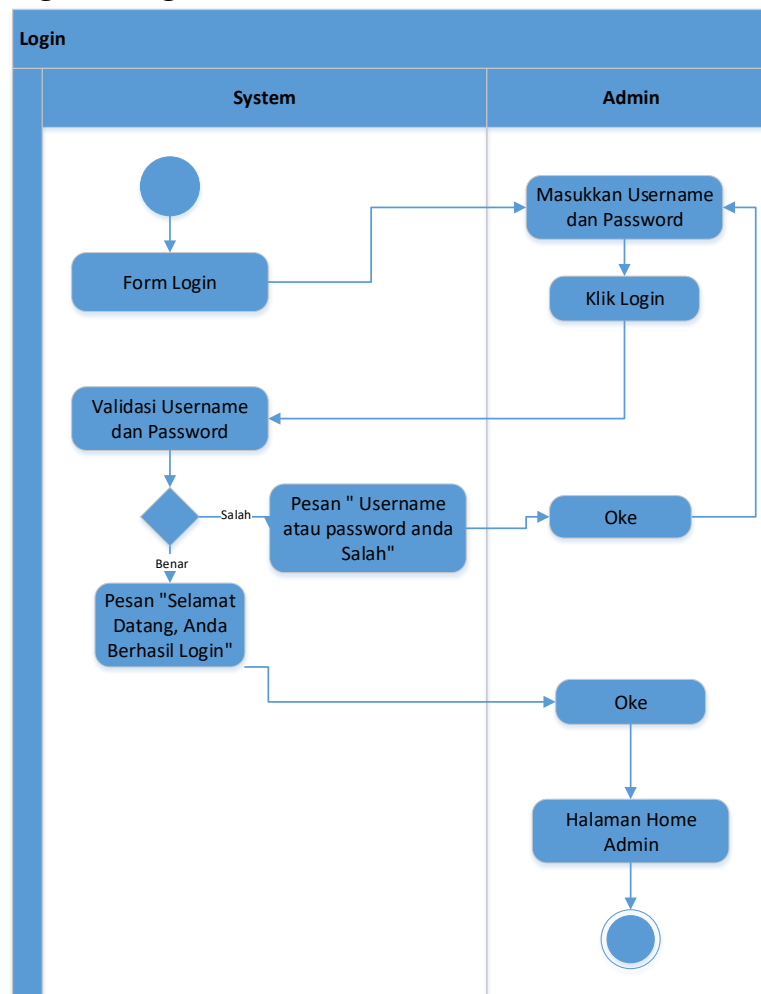 Login
System
Admin
Masukkan Username
dan Password
Form Login
Klik Login
Validasi Username
dan Password
Salah
Pesan " Username
atau password anda
Salah"
Oke
Benar
Pesan "Selamat
Datang, Anda
Berhasil Login"
Oke
Halaman Home
Admin